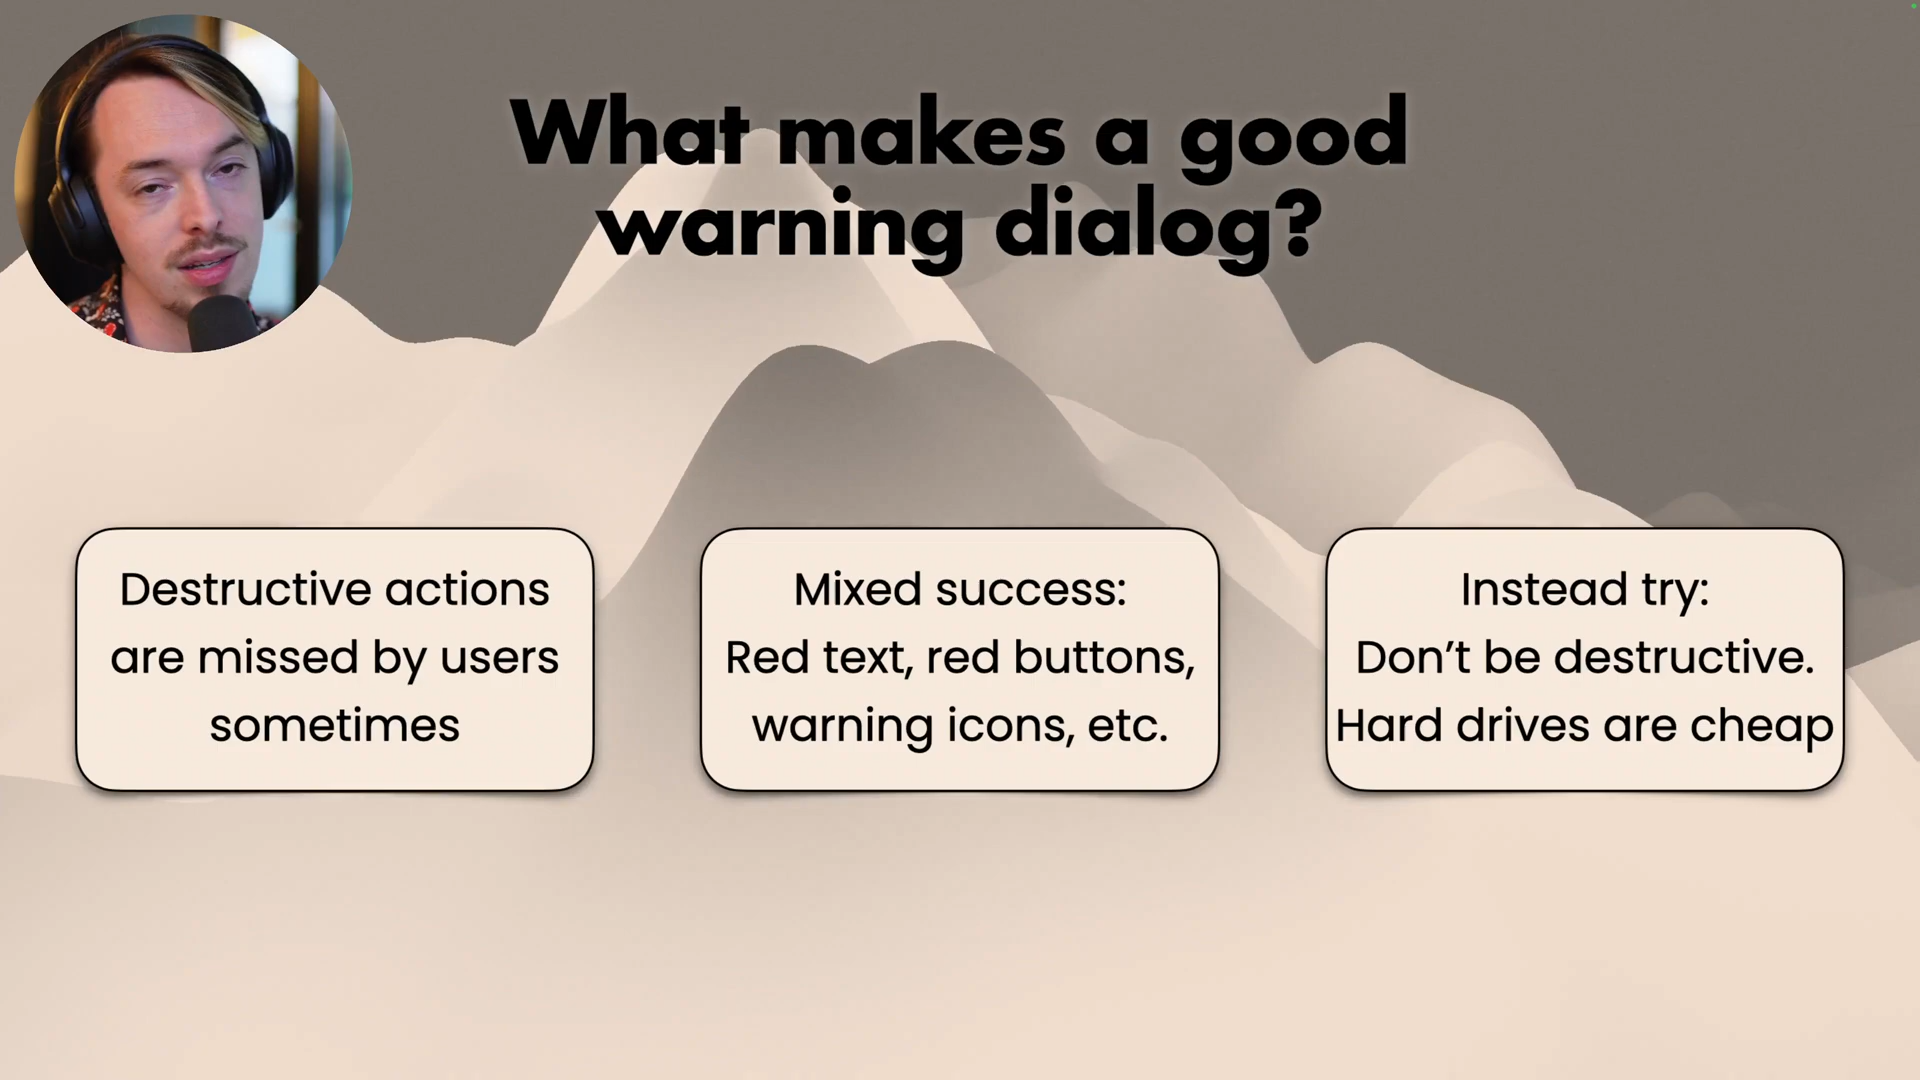 What makes a good
warning dialog?
Destructive actions
are missed by users
sometimes
Mixed success:
Red text, red buttons,
warning icons, etc.
Instead try:
Don’t be destructive.
Hard drives are cheap